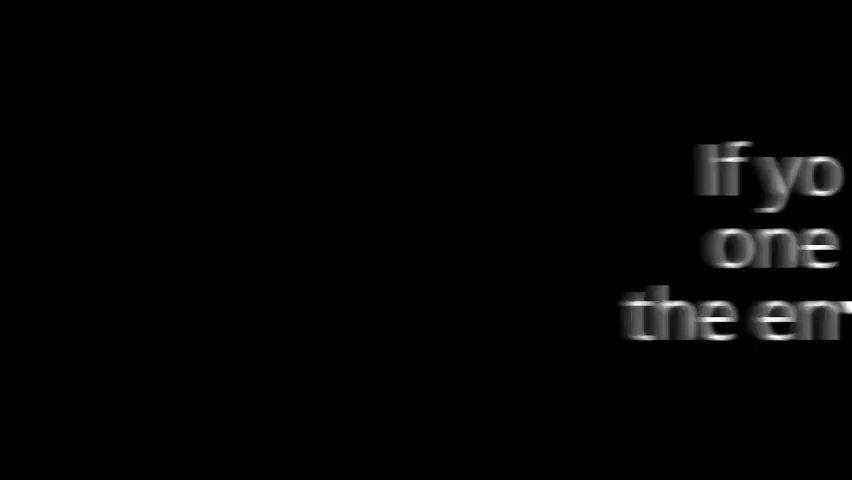 If yo
one
the en